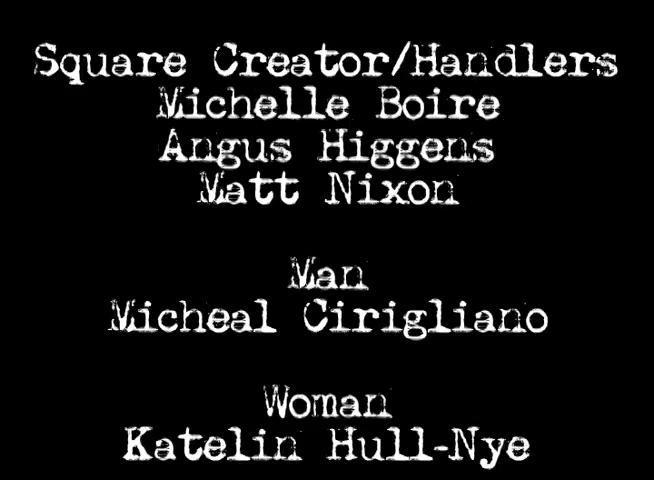 Square Creator/Handlers
Michelle Boire
Angus Higgens
Matt Nixon
Man
Micheal Cirigliano
Woman
Katelin Hull-Nye